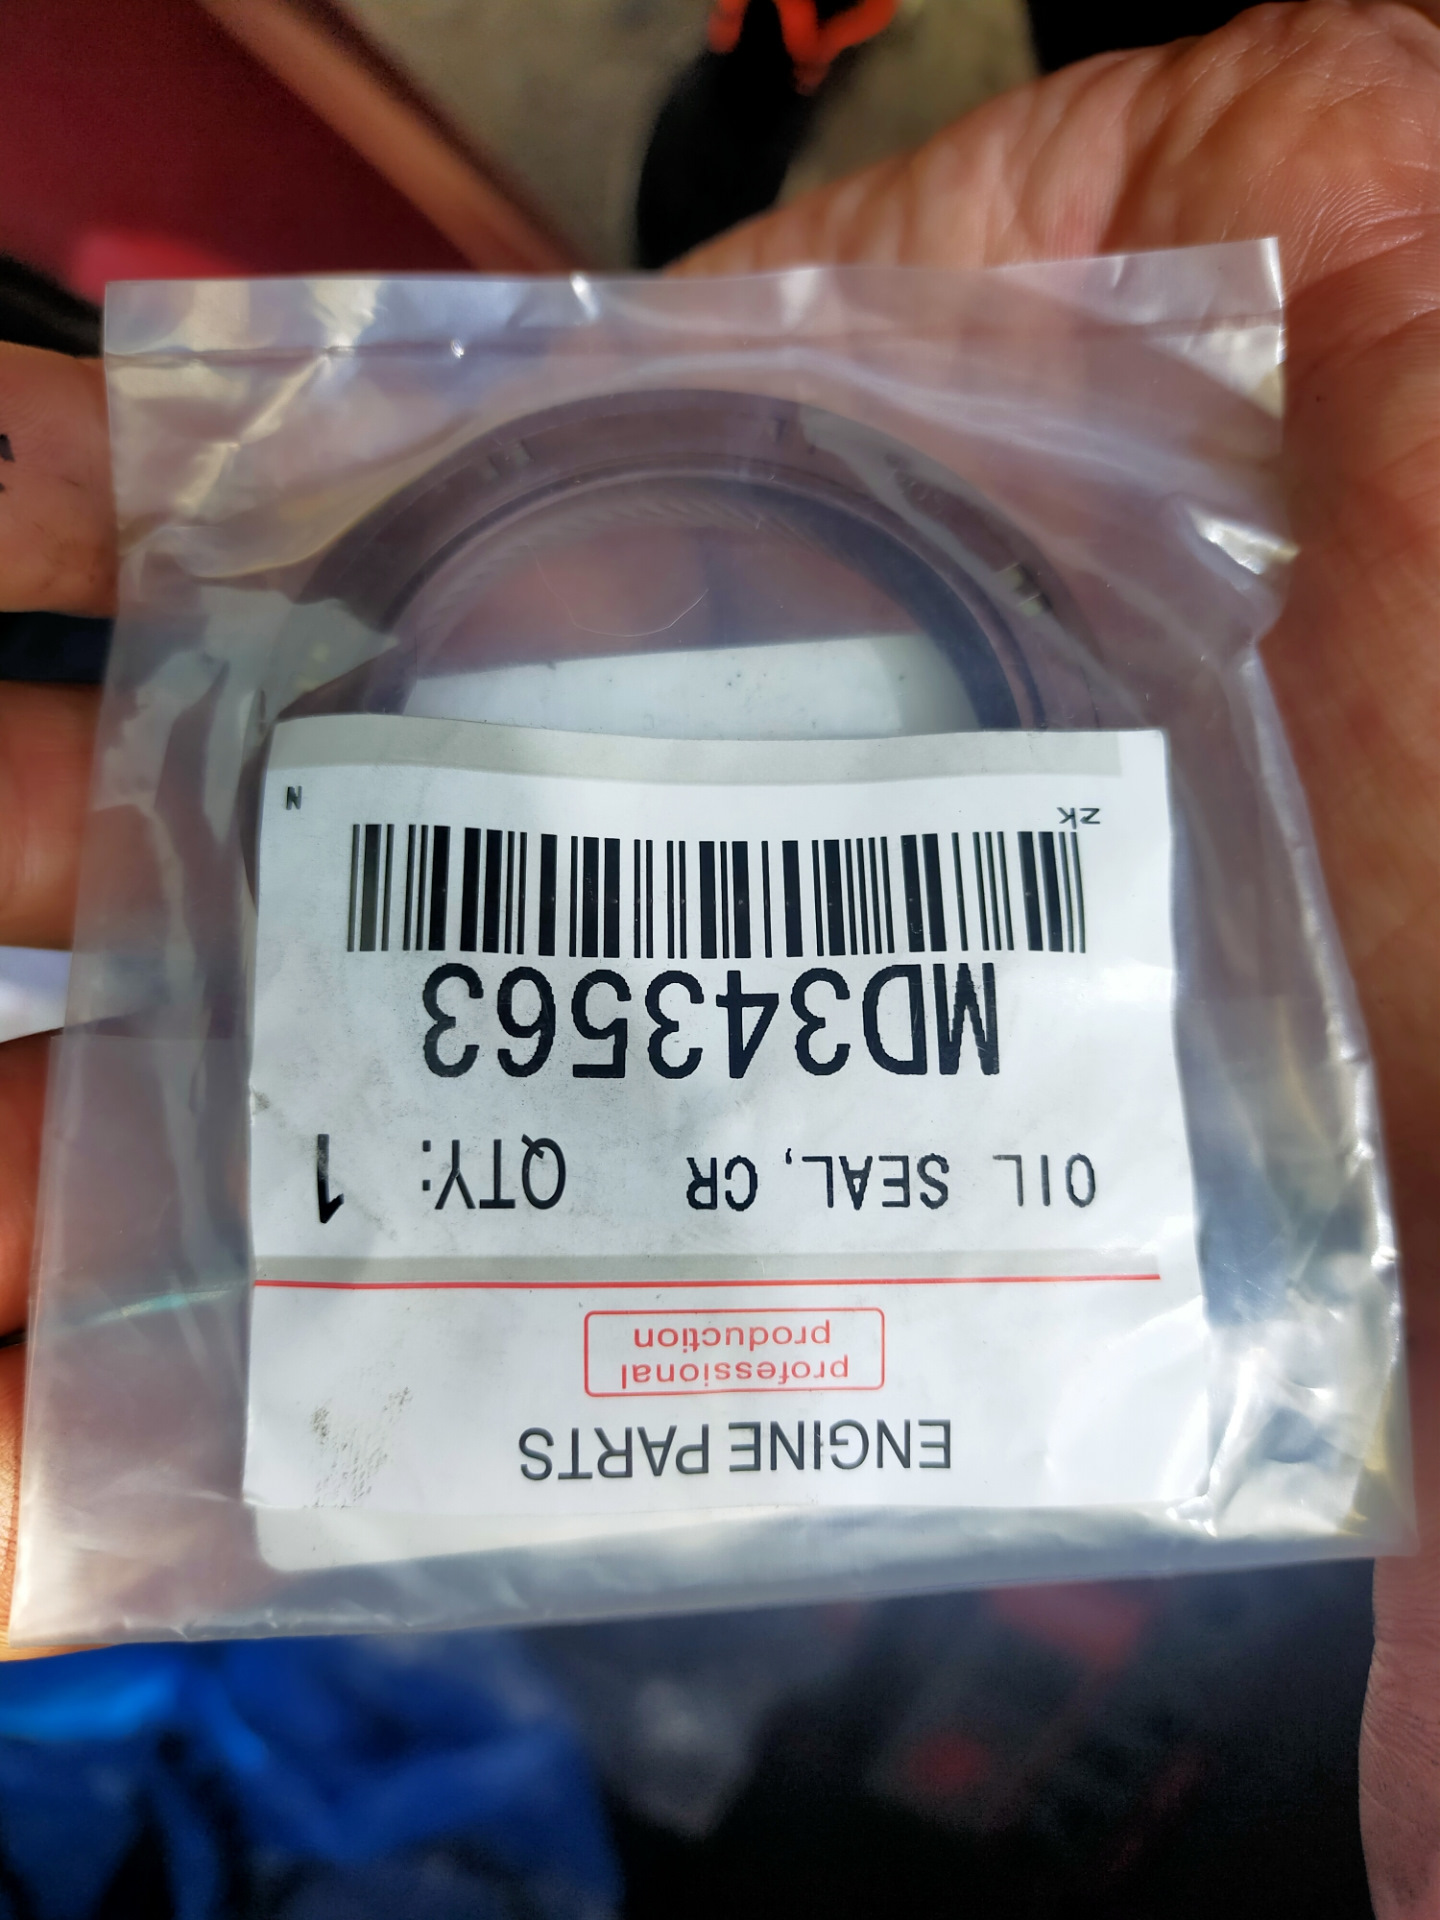 ENGINE PARTS
professional
production
OIL SEAL, CR QTY: 1
MD343563
ZK N